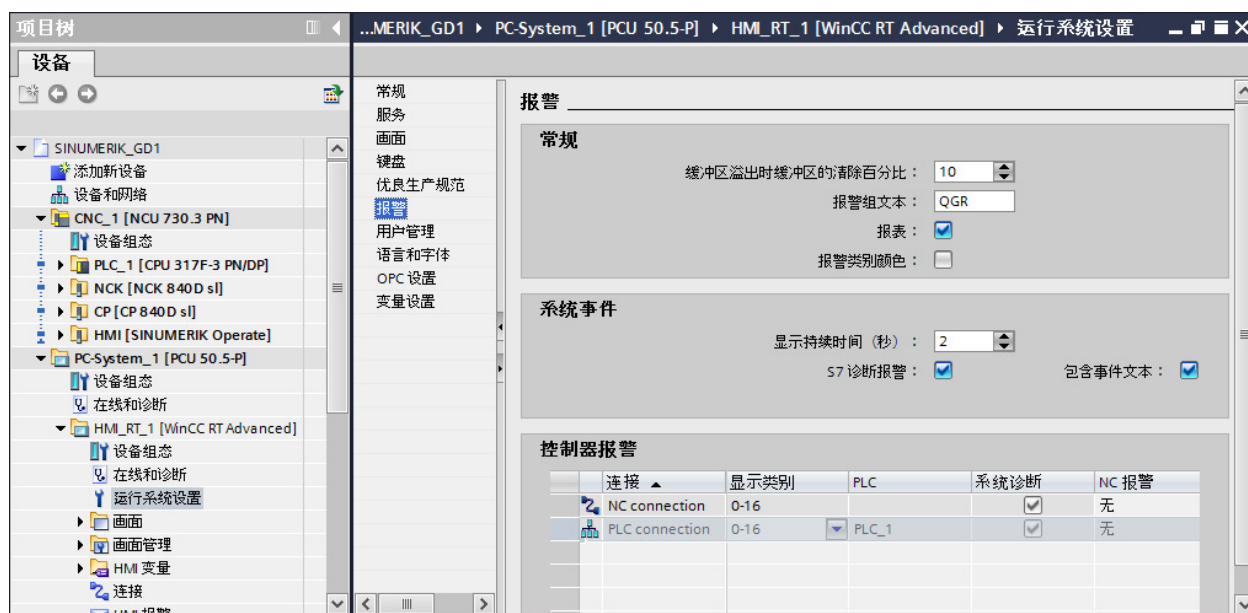 项目树
...MERIK_GD1 ▸ PC-System_1 [PCU 50.5-P] ▸ HMI_RT_1 [WinCC RT Advanced] ▸ 运行系统设置
设备
SINUMERIK_GD1
添加新设备
设备和网络
CNC_1 [NCU 730.3 PN]
设备组态
PLC_1 [CPU 317F-3 PN/DP]
NCK [NCK 840D sl]
CP [CP 840D sl]
HMI [SINUMERIK Operate]
PC-System_1 [PCU 50.5-P]
设备组态
在线和诊断
HMI_RT_1 [WinCC RT Advanced]
设备组态
在线和诊断
运行系统设置
画面
画面管理
HMI 变量
连接
HMI 报警
常规
服务
画面
键盘
优良生产规范
报警
用户管理
语言和字体
OPC 设置
变量设置
报警
常规
缓冲区溢出时缓冲区的清除百分比： 10
报警组文本： QGR
报表：
报警类别颜色：
系统事件
显示持续时间（秒）： 2
S7 诊断报警： 包含事件文本：
控制器报警
连接 显示类别 PLC 系统诊断 NC 报警
NC connection 0-16 无
PLC connection 0-16 PLC_1 无